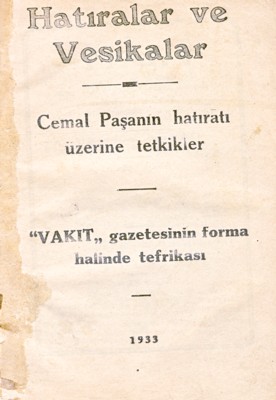 Hatıralar ve
Vesikalar
Cemal Paşanın hatıratı
üzerine tetkikler
“VAKIT„ gazetesinin forma
halinde tefrikası
1933